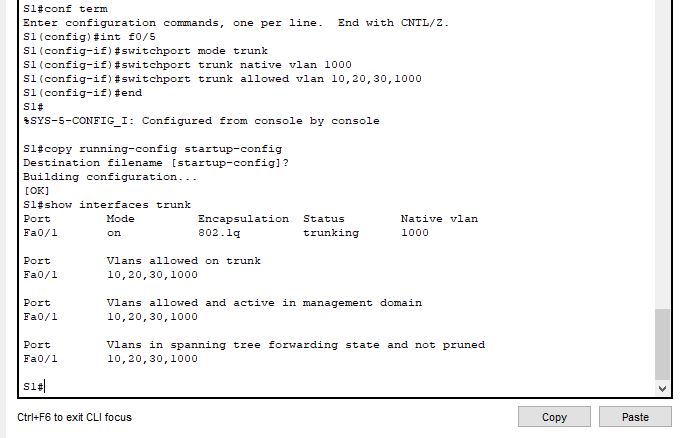 S1#conf term
Enter configuration commands, one per line.  End with CNTL/Z.
S1(config)#int f0/5
S1(config-if)#switchport mode trunk
S1(config-if)#switchport trunk native vlan 1000
S1(config-if)#switchport trunk allowed vlan 10,20,30,1000
S1(config-if)#end
S1#
%SYS-5-CONFIG_I: Configured from console by console
S1#copy running-config startup-config
Destination filename [startup-config]?
Building configuration...
[OK]
S1#show interfaces trunk
Port        Mode         Encapsulation  Status        Native vlan
Fa0/1       on           802.1q         trunking      1000
Port        Vlans allowed on trunk
Fa0/1       10,20,30,1000
Port        Vlans allowed and active in management domain
Fa0/1       10,20,30,1000
Port        Vlans in spanning tree forwarding state and not pruned
Fa0/1       10,20,30,1000
S1#
Ctrl+F6 to exit CLI focus
Copy
Paste